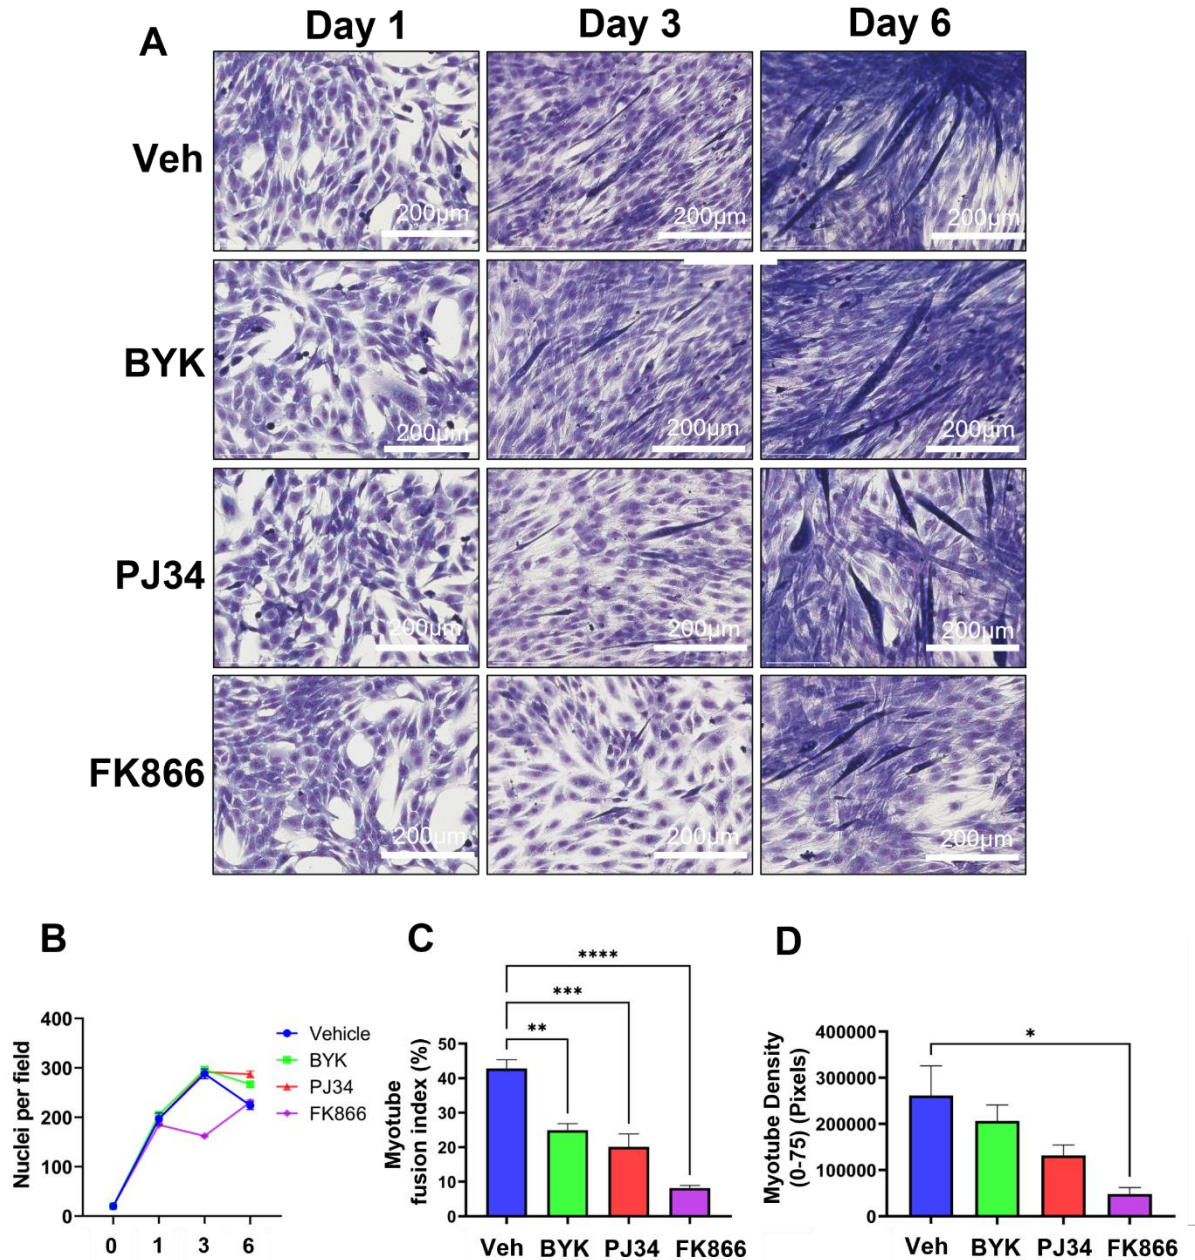 A
Day 1
Day 3
Day 6
Veh
200µm
200µm
200µm
BYK
200µm
200µm
200µm
PJ34
200µm
200µm
200µm
FK866
200µm
200µm
200µm
B
Nuclei per field
400
300
200
100
0
0
1
3
6
Vehicle
BYK
PJ34
FK866
C
Myotube
fusion index (%)
50
40
30
20
10
0
**
***
****
Veh
BYK
PJ34
FK866
D
Myotube Density
(0-75) (Pixels)
400000
300000
200000
100000
0
*
Veh
BYK
PJ34
FK866